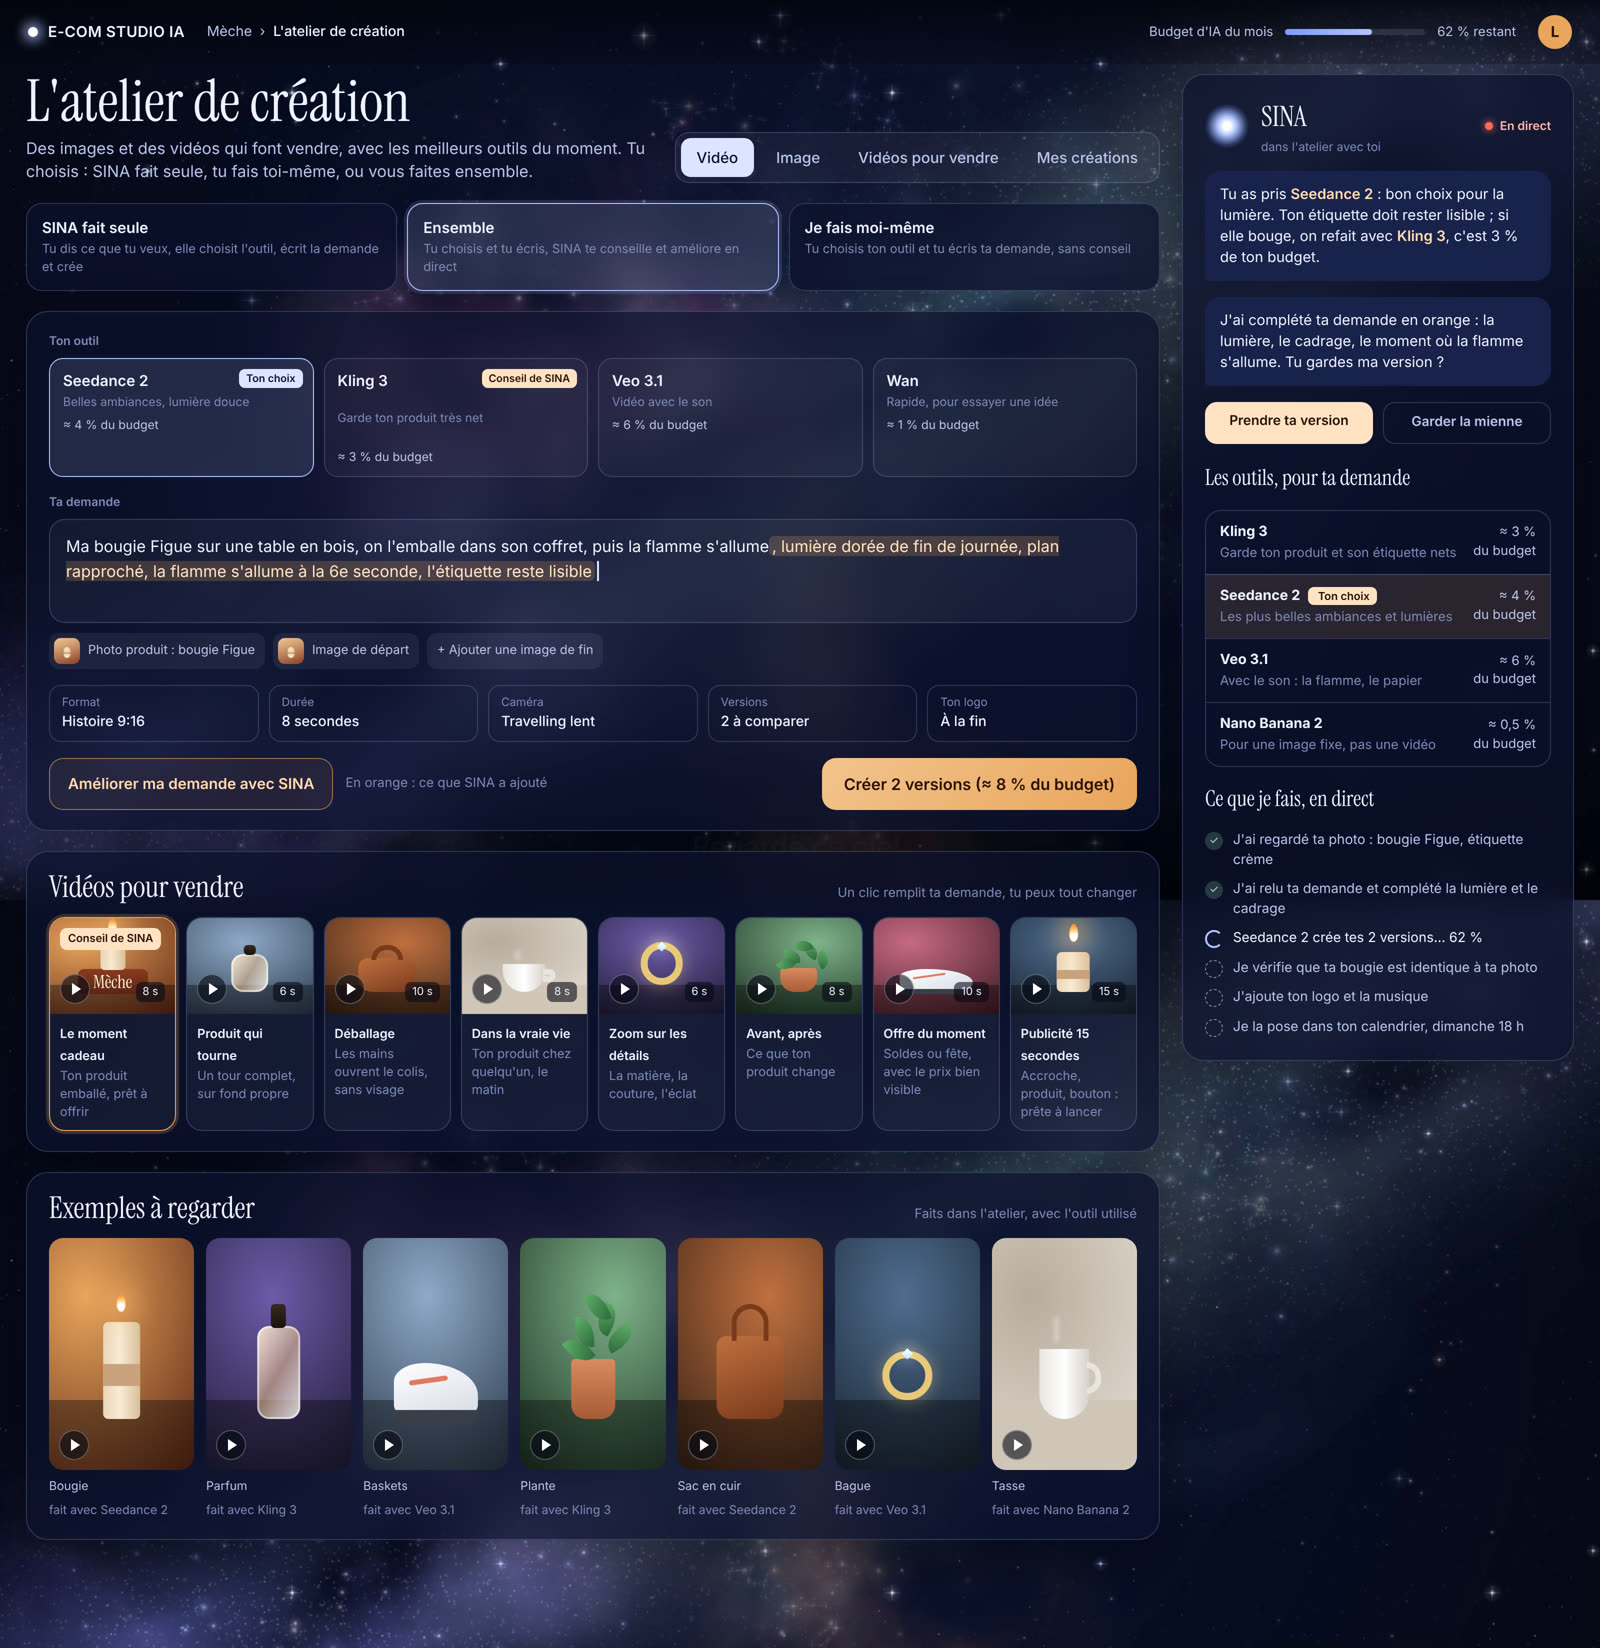 E-COM STUDIO IA
Mèche › L'atelier de création
Budget d'IA du mois
62 % restant
L
L'atelier de création
Des images et des vidéos qui font vendre, avec les meilleurs outils du moment. Tu
choisis : SINA fait seule, tu fais toi-même, ou vous faites ensemble.
Vidéo
Image
Vidéos pour vendre
Mes créations
SINA fait seule
Tu dis ce que tu veux, elle choisit l'outil, écrit la demande
et crée
Ensemble
Tu choisis et tu écris, SINA te conseille et améliore en
direct
Je fais moi-même
Tu choisis ton outil et tu écris ta demande, sans conseil
Ton outil
Seedance 2
Ton choix
Belles ambiances, lumière douce
≈ 4 % du budget
Kling 3
Conseil de SINA
Garde ton produit très net
≈ 3 % du budget
Veo 3.1
Vidéo avec le son
≈ 6 % du budget
Wan
Rapide, pour essayer une idée
≈ 1 % du budget
Ta demande
Ma bougie Figue sur une table en bois, on l'emballe dans son coffret, puis la flamme s'allume , lumière dorée de fin de journée, plan
rapproché, la flamme s'allume à la 6e seconde, l'étiquette reste lisible
Photo produit : bougie Figue
Image de départ
+ Ajouter une image de fin
Format
Histoire 9:16
Durée
8 secondes
Caméra
Travelling lent
Versions
2 à comparer
Ton logo
À la fin
Améliorer ma demande avec SINA
En orange : ce que SINA a ajouté
Créer 2 versions (≈ 8 % du budget)
Vidéos pour vendre
Un clic remplit ta demande, tu peux tout changer
Conseil de SINA
Mèche
8 s
Le moment
cadeau
Ton produit
emballé, prêt à
offrir
6 s
Produit qui
tourne
Un tour complet,
sur fond propre
10 s
Déballage
Les mains
ouvrent le colis,
sans visage
8 s
Dans la vraie vie
Ton produit chez
quelqu'un, le
matin
6 s
Zoom sur les
détails
La matière, la
couture, l'éclat
8 s
Avant, après
Ce que ton
produit change
10 s
Offre du moment
Soldes ou fête,
avec le prix bien
visible
15 s
Publicité 15
secondes
Accroche,
produit, bouton :
prête à lancer
Exemples à regarder
Faits dans l'atelier, avec l'outil utilisé
Bougie
fait avec Seedance 2
Parfum
fait avec Kling 3
Baskets
fait avec Veo 3.1
Plante
fait avec Kling 3
Sac en cuir
fait avec Seedance 2
Bague
fait avec Veo 3.1
Tasse
fait avec Nano Banana 2
SINA
dans l'atelier avec toi
En direct
Tu as pris Seedance 2 : bon choix pour la
lumière. Ton étiquette doit rester lisible ; si
elle bouge, on refait avec Kling 3, c'est 3 %
de ton budget.
J'ai complété ta demande en orange : la
lumière, le cadrage, le moment où la flamme
s'allume. Tu gardes ma version ?
Prendre ta version
Garder la mienne
Les outils, pour ta demande
Kling 3
Garde ton produit et son étiquette nets
≈ 3 %
du budget
Seedance 2
Ton choix
Les plus belles ambiances et lumières
≈ 4 %
du budget
Veo 3.1
Avec le son : la flamme, le papier
≈ 6 %
du budget
Nano Banana 2
Pour une image fixe, pas une vidéo
≈ 0,5 %
du budget
Ce que je fais, en direct
J'ai regardé ta photo : bougie Figue, étiquette
crème
J'ai relu ta demande et complété la lumière et le
cadrage
Seedance 2 crée tes 2 versions... 62 %
Je vérifie que ta bougie est identique à ta photo
J'ajoute ton logo et la musique
Je la pose dans ton calendrier, dimanche 18 h